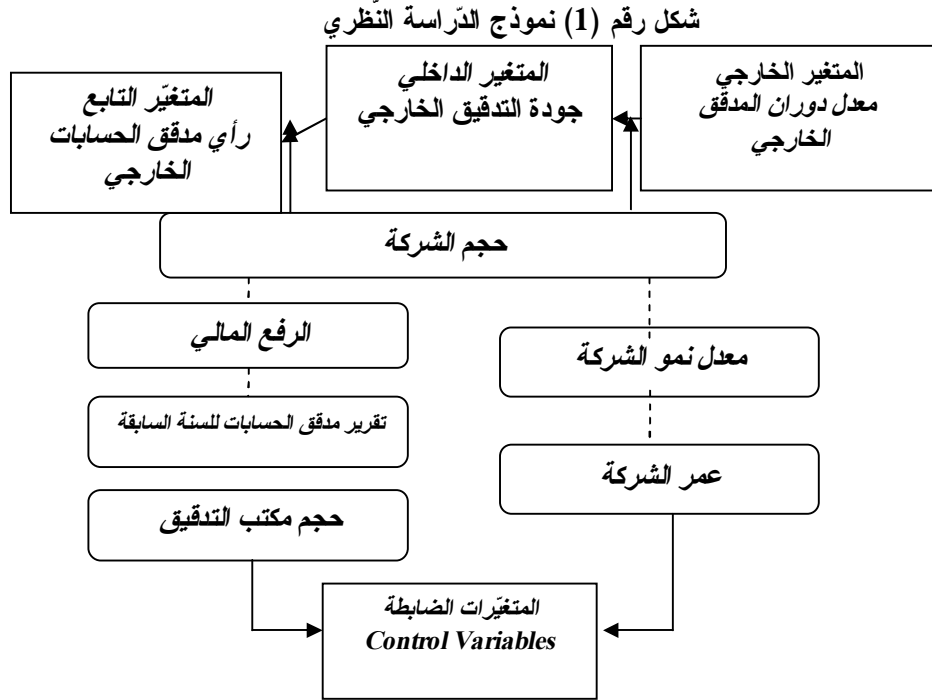 شكل رقم (1) نموذج الدّراسة النّظري
المتغير الخارجي
معدل دوران المدقق
الخارجي
المتغير الداخلي
جودة التدقيق الخارجي
المتغيّر التابع
رأي مدقق الحسابات
الخارجي
حجم الشركة
الرفع المالي
معدل نمو الشركة
تقرير مدقق الحسابات للسنة السابقة
عمر الشركة
حجم مكتب التدقيق
المتغيّرات الضابطة
Control Variables